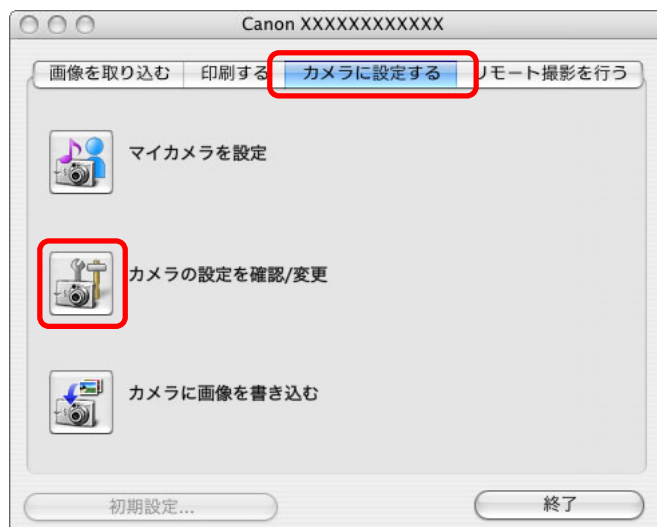 Canon XXXXXXXXXXXX
画像を取り込む 印刷する カメラに設定する リモート撮影を行う
マイカメラを設定
カメラの設定を確認/変更
カメラに画像を書き込む
初期設定... 終了